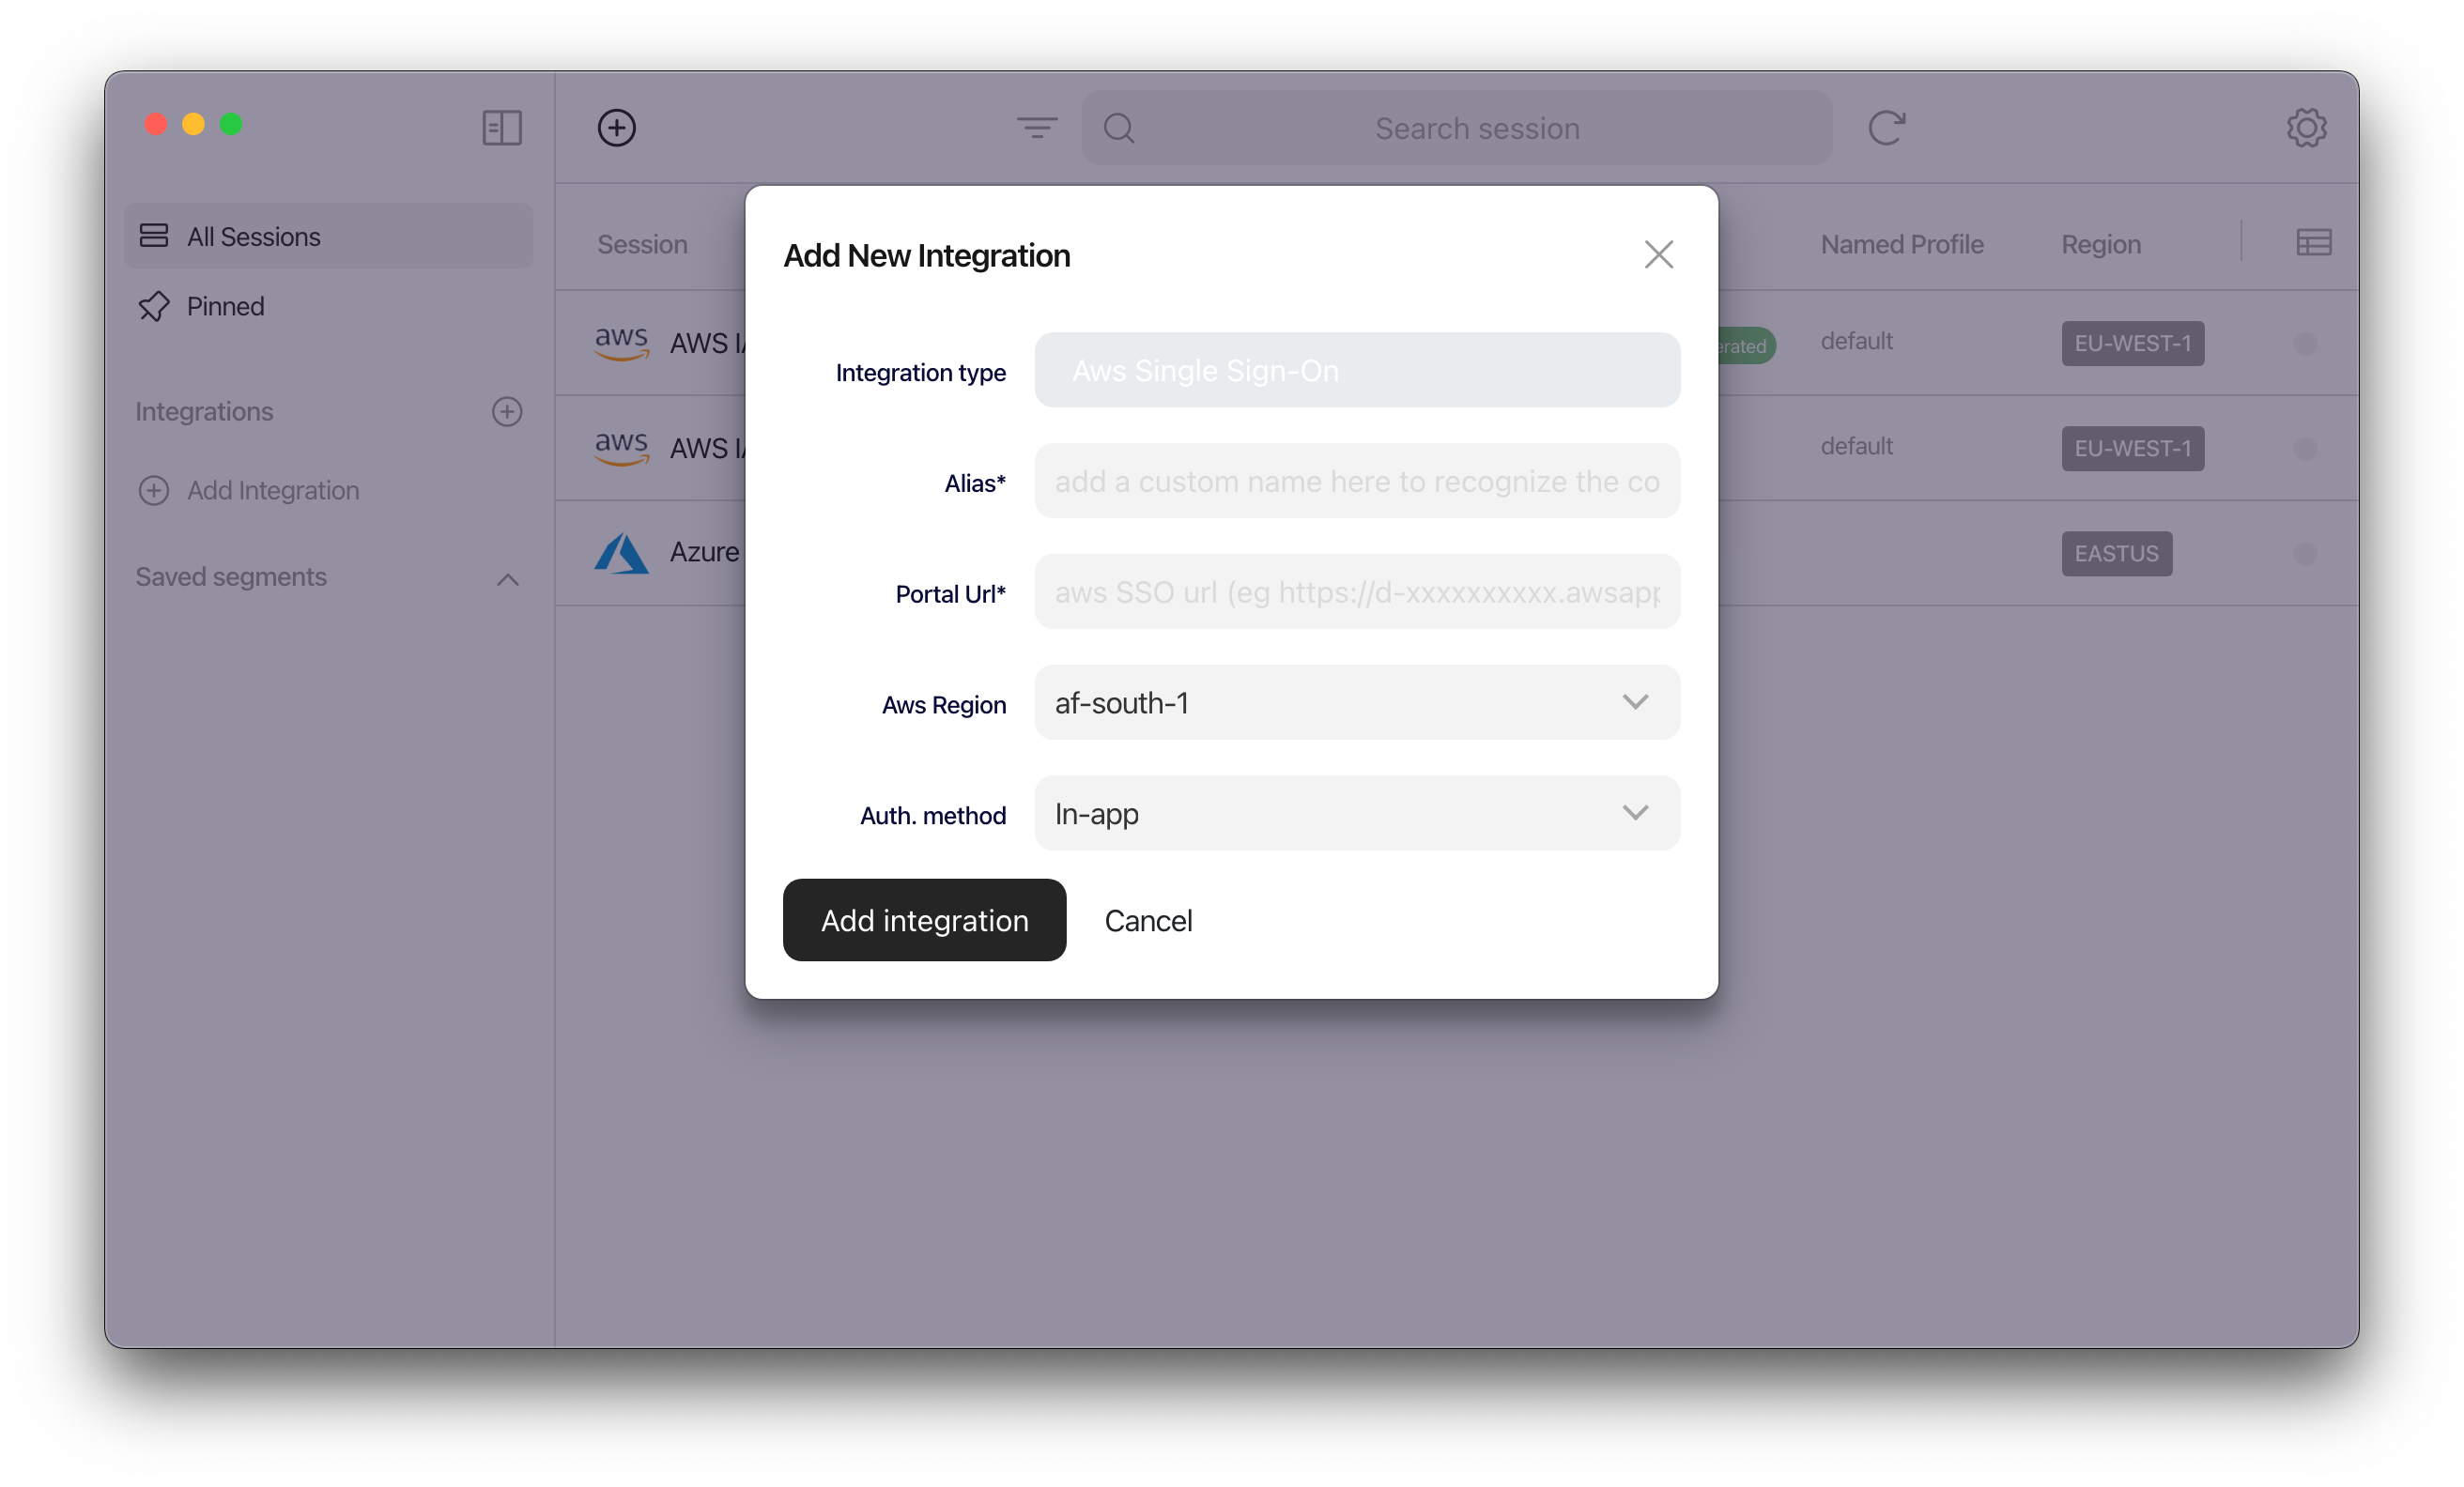 Search session
All Sessions
Pinned
Integrations
Add Integration
Saved segments
Session
Named Profile
Region
aws AWS
default
EU-WEST-1
aws AWS
default
EU-WEST-1
Azure
EASTUS
Add New Integration
Integration type
Aws Single Sign-On
Alias*
add a custom name here to recognize the co
Portal Url*
aws SSO url (eg https://d-xxxxxxxxxx.awsapp
Aws Region
af-south-1
Auth. method
In-app
Add integration
Cancel